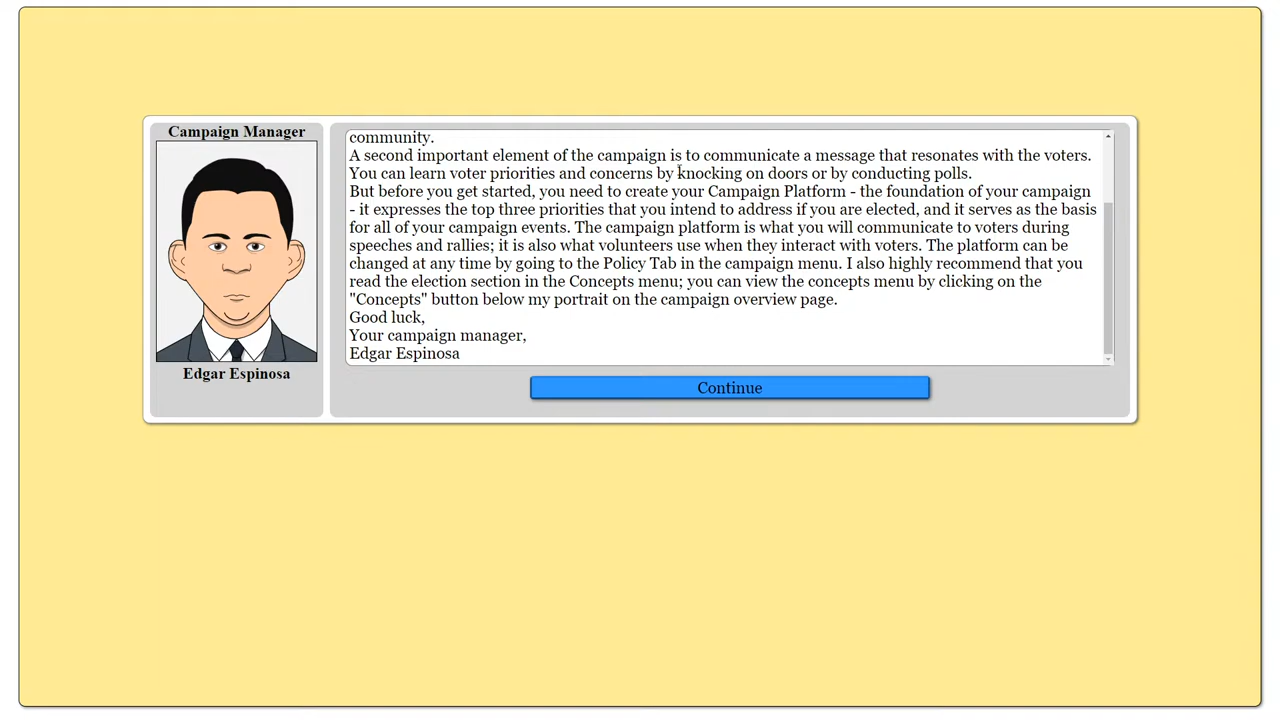 Campaign Manager
Edgar Espinosa
community.
A second important element of the campaign is to communicate a message that resonates with the voters.
You can learn voter priorities and concerns by knocking on doors or by conducting polls.
But before you get started, you need to create your Campaign Platform - the foundation of your campaign
- it expresses the top three priorities that you intend to address if you are elected, and it serves as the basis
for all of your campaign events. The campaign platform is what you will communicate to voters during
speeches and rallies; it is also what volunteers use when they interact with voters. The platform can be
changed at any time by going to the Policy Tab in the campaign menu. I also highly recommend that you
read the election section in the Concepts menu; you can view the concepts menu by clicking on the
"Concepts" button below my portrait on the campaign overview page.
Good luck,
Your campaign manager,
Edgar Espinosa
Continue